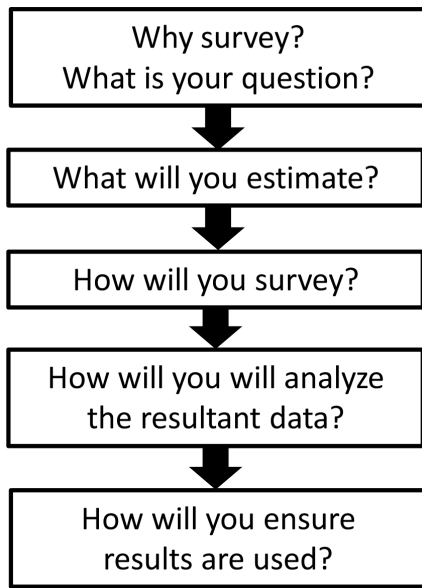 Why survey?
What is your question?
What will you estimate?
How will you survey?
How will you will analyze
the resultant data?
How will you ensure
results are used?